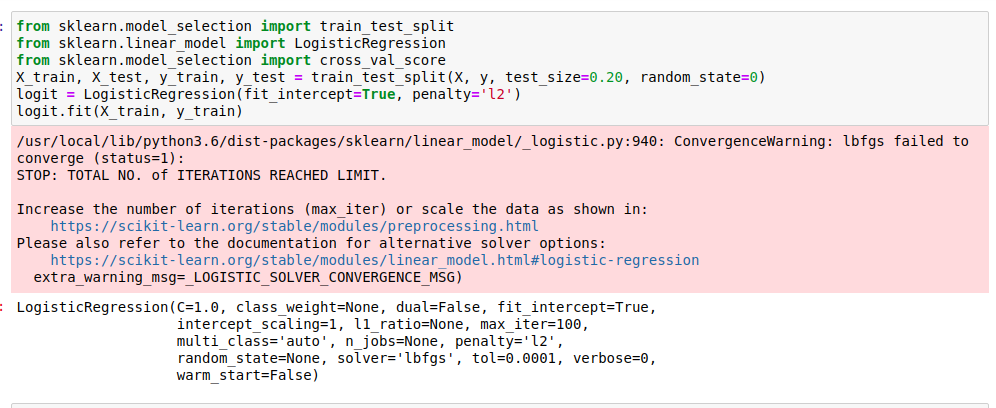 from sklearn.model_selection import train_test_split
from sklearn.linear_model import LogisticRegression
from sklearn.model_selection import cross_val_score
X_train, X_test, y_train, y_test = train_test_split(X, y, test_size=0.20, random_state=0)
logit = LogisticRegression(fit_intercept=True, penalty='l2')
logit.fit(X_train, y_train)
/usr/local/lib/python3.6/dist-packages/sklearn/linear_model/_logistic.py:940: ConvergenceWarning: lbfgs failed to
converge (status=1):
STOP: TOTAL NO. of ITERATIONS REACHED LIMIT.

Increase the number of iterations (max_iter) or scale the data as shown in:
    https://scikit-learn.org/stable/modules/preprocessing.html
Please also refer to the documentation for alternative solver options:
    https://scikit-learn.org/stable/modules/linear_model.html#logistic-regression
  extra_warning_msg=_LOGISTIC_SOLVER_CONVERGENCE_MSG)
LogisticRegression(C=1.0, class_weight=None, dual=False, fit_intercept=True,
                   intercept_scaling=1, l1_ratio=None, max_iter=100,
                   multi_class='auto', n_jobs=None, penalty='l2',
                   random_state=None, solver='lbfgs', tol=0.0001, verbose=0,
                   warm_start=False)